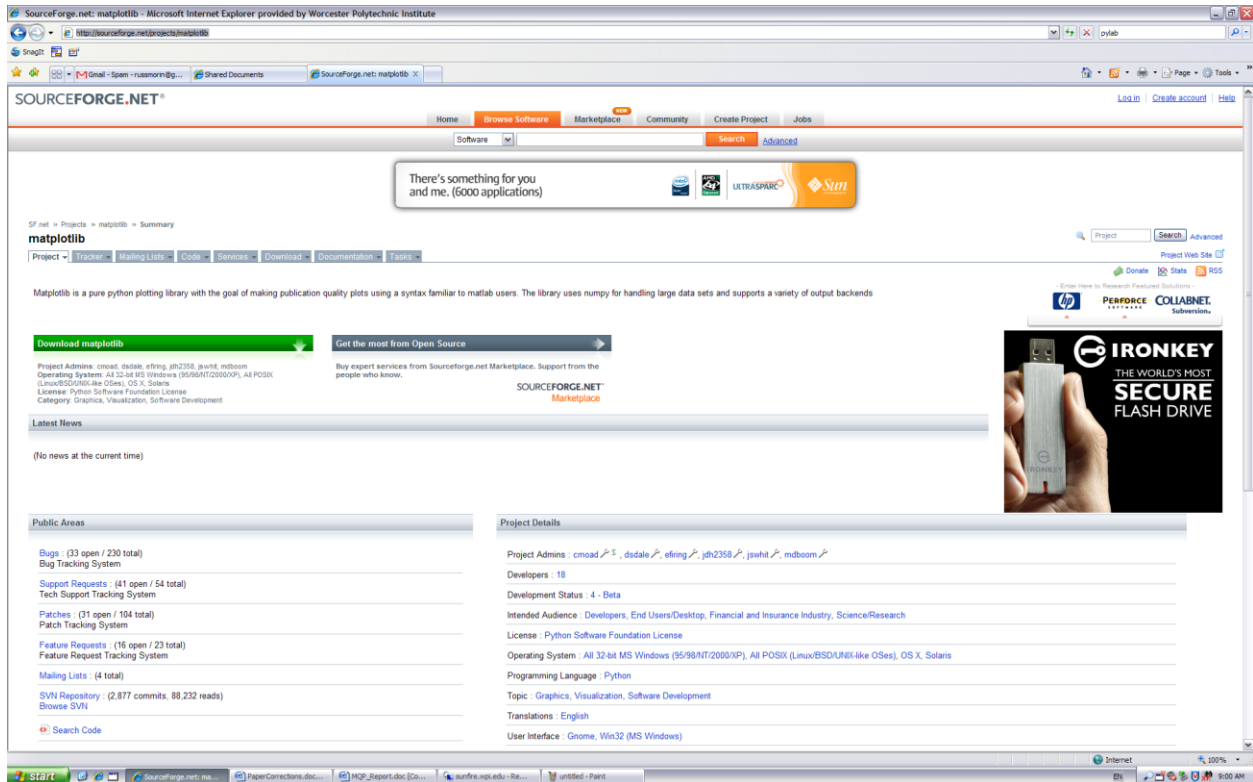 SourceForge.net: matplotlib - Microsoft Internet Explorer provided by Worcester Polytechnic Institute
http://sourceforge.net/projects/matplotlib
pylab
SnagIt
Gmail - Spam - russmorin@g...
Shared Documents
SourceForge.net: matplotlib
Page
Tools
SOURCEFORGE.NET®
Log in | Create account | Help
NEW
Home Browse Software Marketplace Community Create Project Jobs
Software Search Advanced
There's something for you
and me. (6000 applications)
ULTRASPARC
Sun
SF.net » Projects » matplotlib » Summary
matplotlib
Project Search Advanced
Project Tracker Mailing Lists Code Services Download Documentation Tasks
Project Web Site
Donate Stats RSS
Matplotlib is a pure python plotting library with the goal of making publication quality plots using a syntax familiar to matlab users. The library uses numpy for handling large data sets and supports a variety of output backends
- Enter Here to Research Featured Solutions -
hp PERFORCE SOFTWARE COLLABNET. Subversion.
Download matplotlib
Get the most from Open Source
Project Admins: cmoad, dsdale, efiring, jdh2358, jswhit, mdboom
Operating System: All 32-bit MS Windows (95/98/NT/2000/XP), All POSIX
(Linux/BSD/UNIX-like OSes), OS X, Solaris
License: Python Software Foundation License
Category: Graphics, Visualization, Software Development
Buy expert services from Sourceforge.net Marketplace. Support from the
people who know.
SOURCEFORGE.NET®
Marketplace
IRONKEY
THE WORLD'S MOST
SECURE
FLASH DRIVE
IRONKEY
Latest News
(No news at the current time)
Public Areas
Bugs : (33 open / 230 total)
Bug Tracking System
Support Requests : (41 open / 54 total)
Tech Support Tracking System
Patches : (31 open / 104 total)
Patch Tracking System
Feature Requests : (16 open / 23 total)
Feature Request Tracking System
Mailing Lists : (4 total)
SVN Repository : (2,877 commits, 88,232 reads)
Browse SVN
Search Code
Project Details
Project Admins : cmoad , dsdale , efiring , jdh2358 , jswhit , mdboom
Developers : 18
Development Status : 4 - Beta
Intended Audience : Developers, End Users/Desktop, Financial and Insurance Industry, Science/Research
License : Python Software Foundation License
Operating System : All 32-bit MS Windows (95/98/NT/2000/XP), All POSIX (Linux/BSD/UNIX-like OSes), OS X, Solaris
Programming Language : Python
Topic : Graphics, Visualization, Software Development
Translations : English
User Interface : Gnome, Win32 (MS Windows)
Internet 100%
start
SourceForge.net: ma...
PaperCorrections.doc...
MQP_Report.doc [Co...
sunfire.wpi.edu - Re...
untitled - Paint
EN 9:00 AM